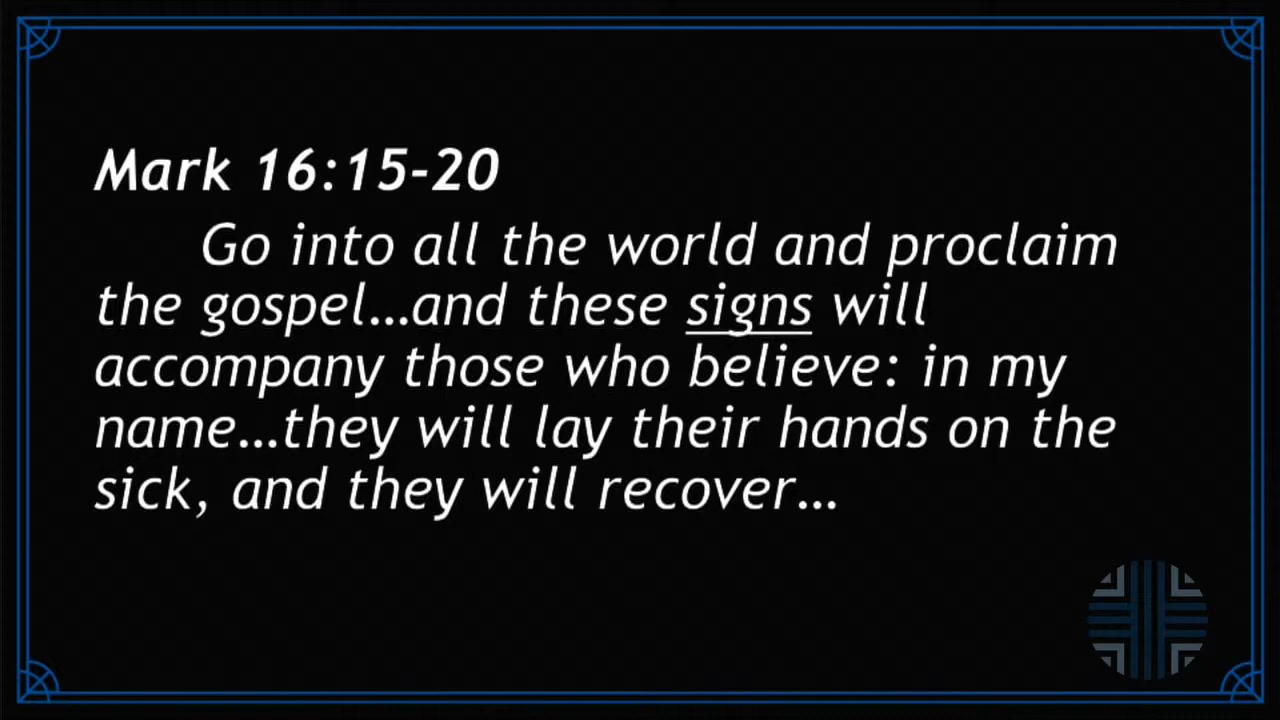 Mark 16:15-20
Go into all the world and proclaim
the gospel…and these signs will
accompany those who believe: in my
name…they will lay their hands on the
sick, and they will recover…